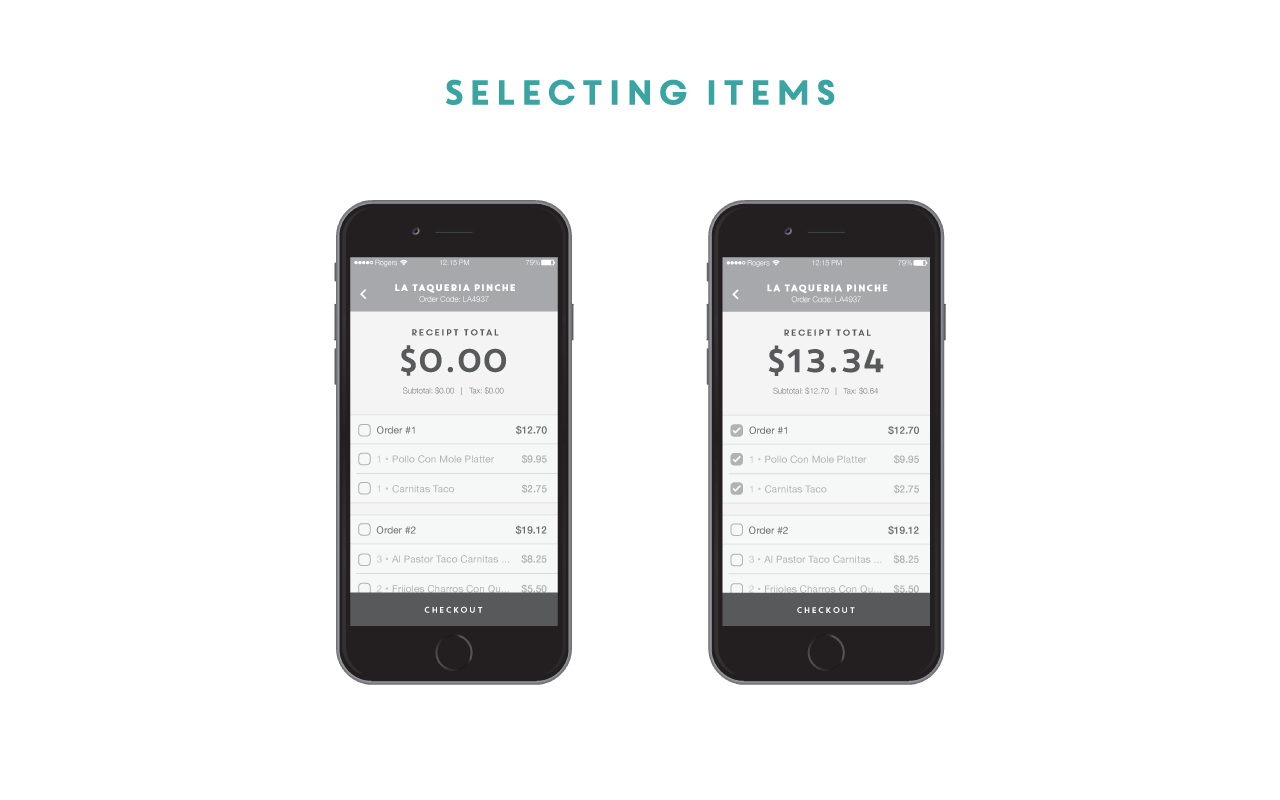 SELECTING ITEMS
Rogers 12:15 PM 79%
LA TAQUERIA PINCHE
Order Code: LA4937
RECEIPT TOTAL
$0.00
Subtotal: $0.00 | Tax: $0.00
Order #1 $12.70
1 • Pollo Con Mole Platter $9.95
1 • Carnitas Taco $2.75
Order #2 $19.12
3 • Al Pastor Taco Carnitas ... $8.25
2 • Frijoles Charros Con Qu... $5.50
CHECKOUT
Rogers 12:15 PM 79%
LA TAQUERIA PINCHE
Order Code: LA4937
RECEIPT TOTAL
$13.34
Subtotal: $12.70 | Tax: $0.64
Order #1 $12.70
1 • Pollo Con Mole Platter $9.95
1 • Carnitas Taco $2.75
Order #2 $19.12
3 • Al Pastor Taco Carnitas ... $8.25
2 • Frijoles Charros Con Qu... $5.50
CHECKOUT